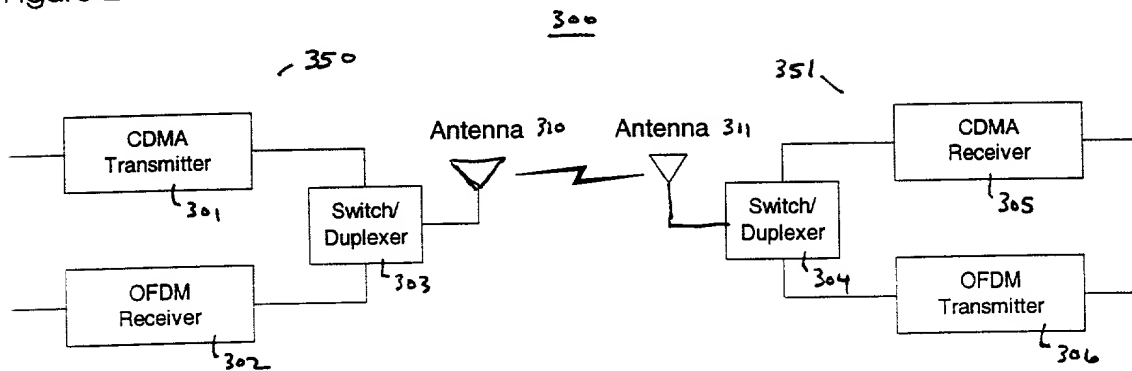 Figure 2
300
350
351
CDMA
Transmitter
301
Antenna 310
Antenna 311
CDMA
Receiver
305
Switch/
Duplexer
303
Switch/
Duplexer
304
OFDM
Receiver
302
OFDM
Transmitter
306